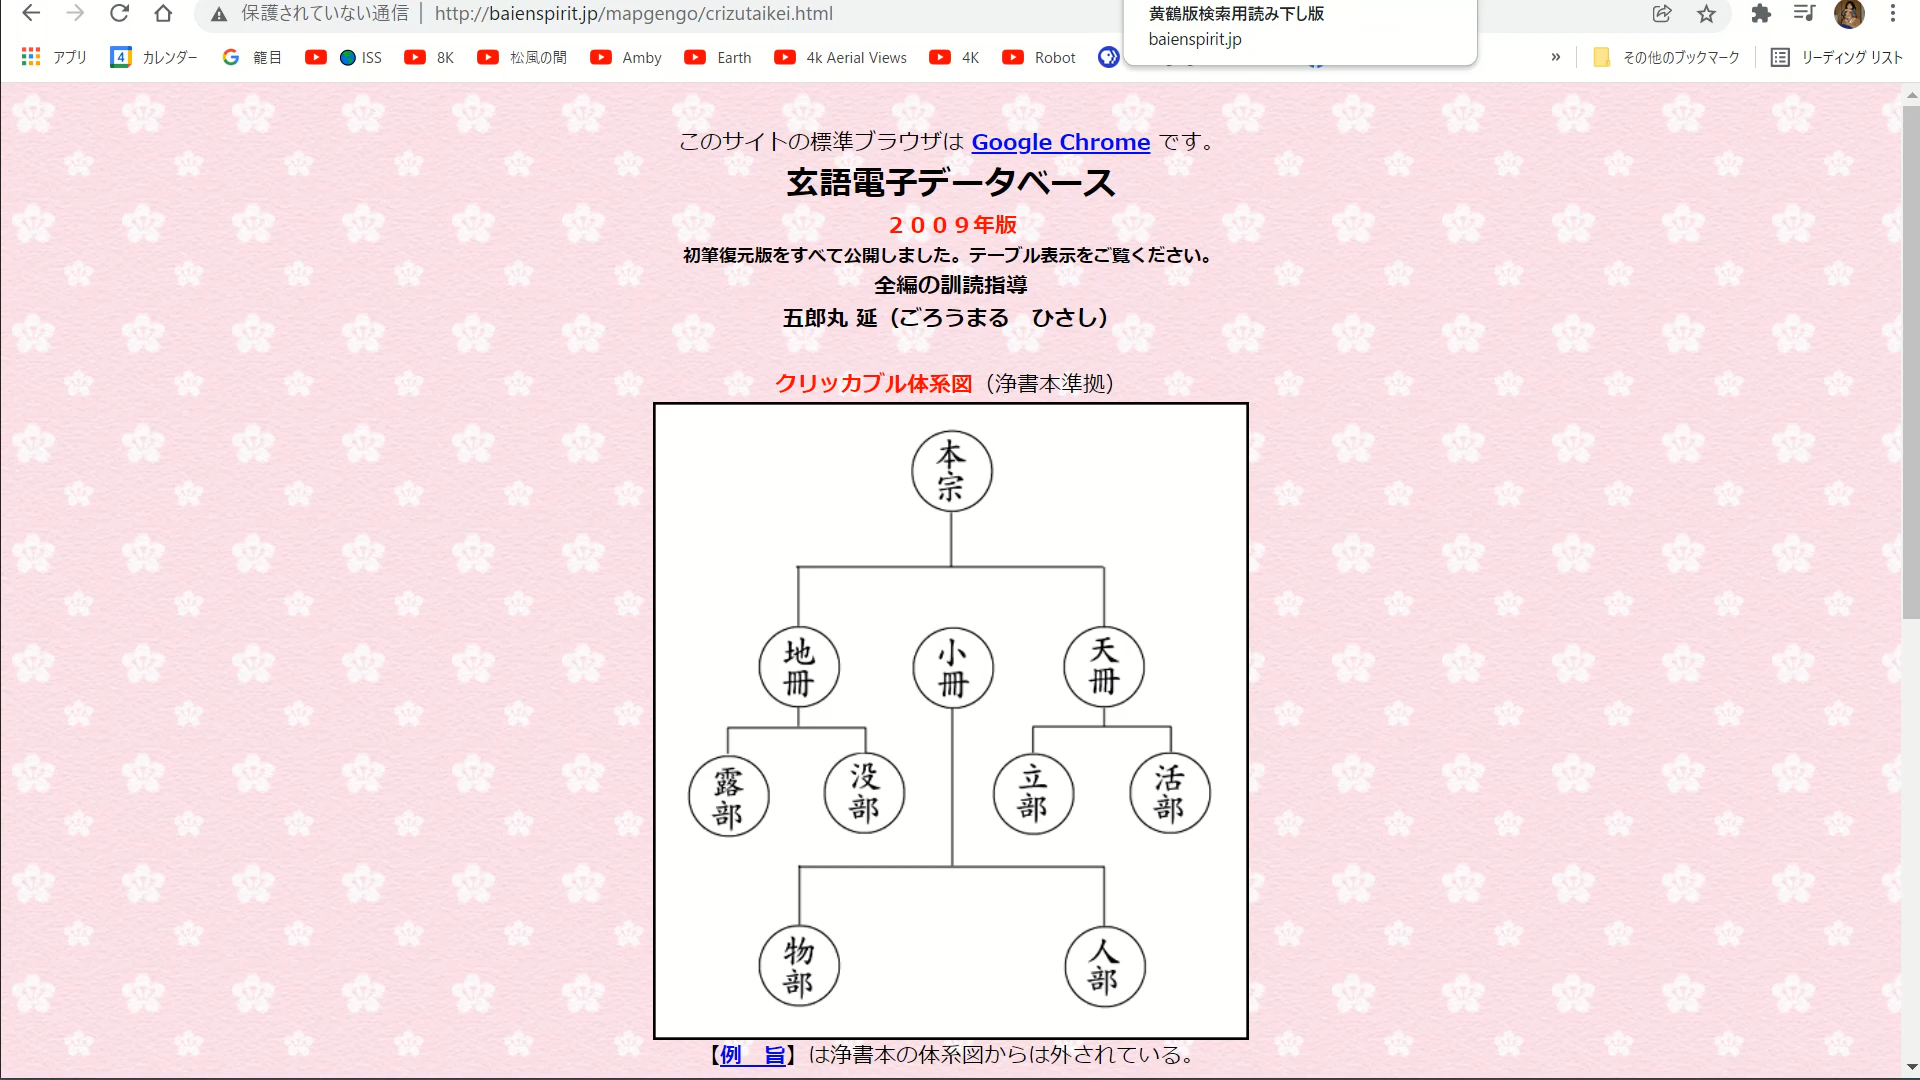 保護されていない通信 | http://baienspirit.jp/mapgengo/crizutaikei.html
黄鶴版検索用読み下し版
baienspirit.jp
アプリ 4 カレンダー 籠目 ISS 8K 松風の間 Amby Earth 4k Aerial Views 4K Robot » その他のブックマーク リーディング リスト
このサイトの標準ブラウザは Google Chrome です。
玄語電子データベース
２００９年版
初筆復元版をすべて公開しました。テーブル表示をご覧ください。
全編の訓読指導
五郎丸 延（ごろうまる　ひさし）
クリッカブル体系図（浄書本準拠）
本宗
地冊 小冊 天冊
露部 没部 立部 活部
物部 人部
【例　旨】は浄書本の体系図からは外されている。